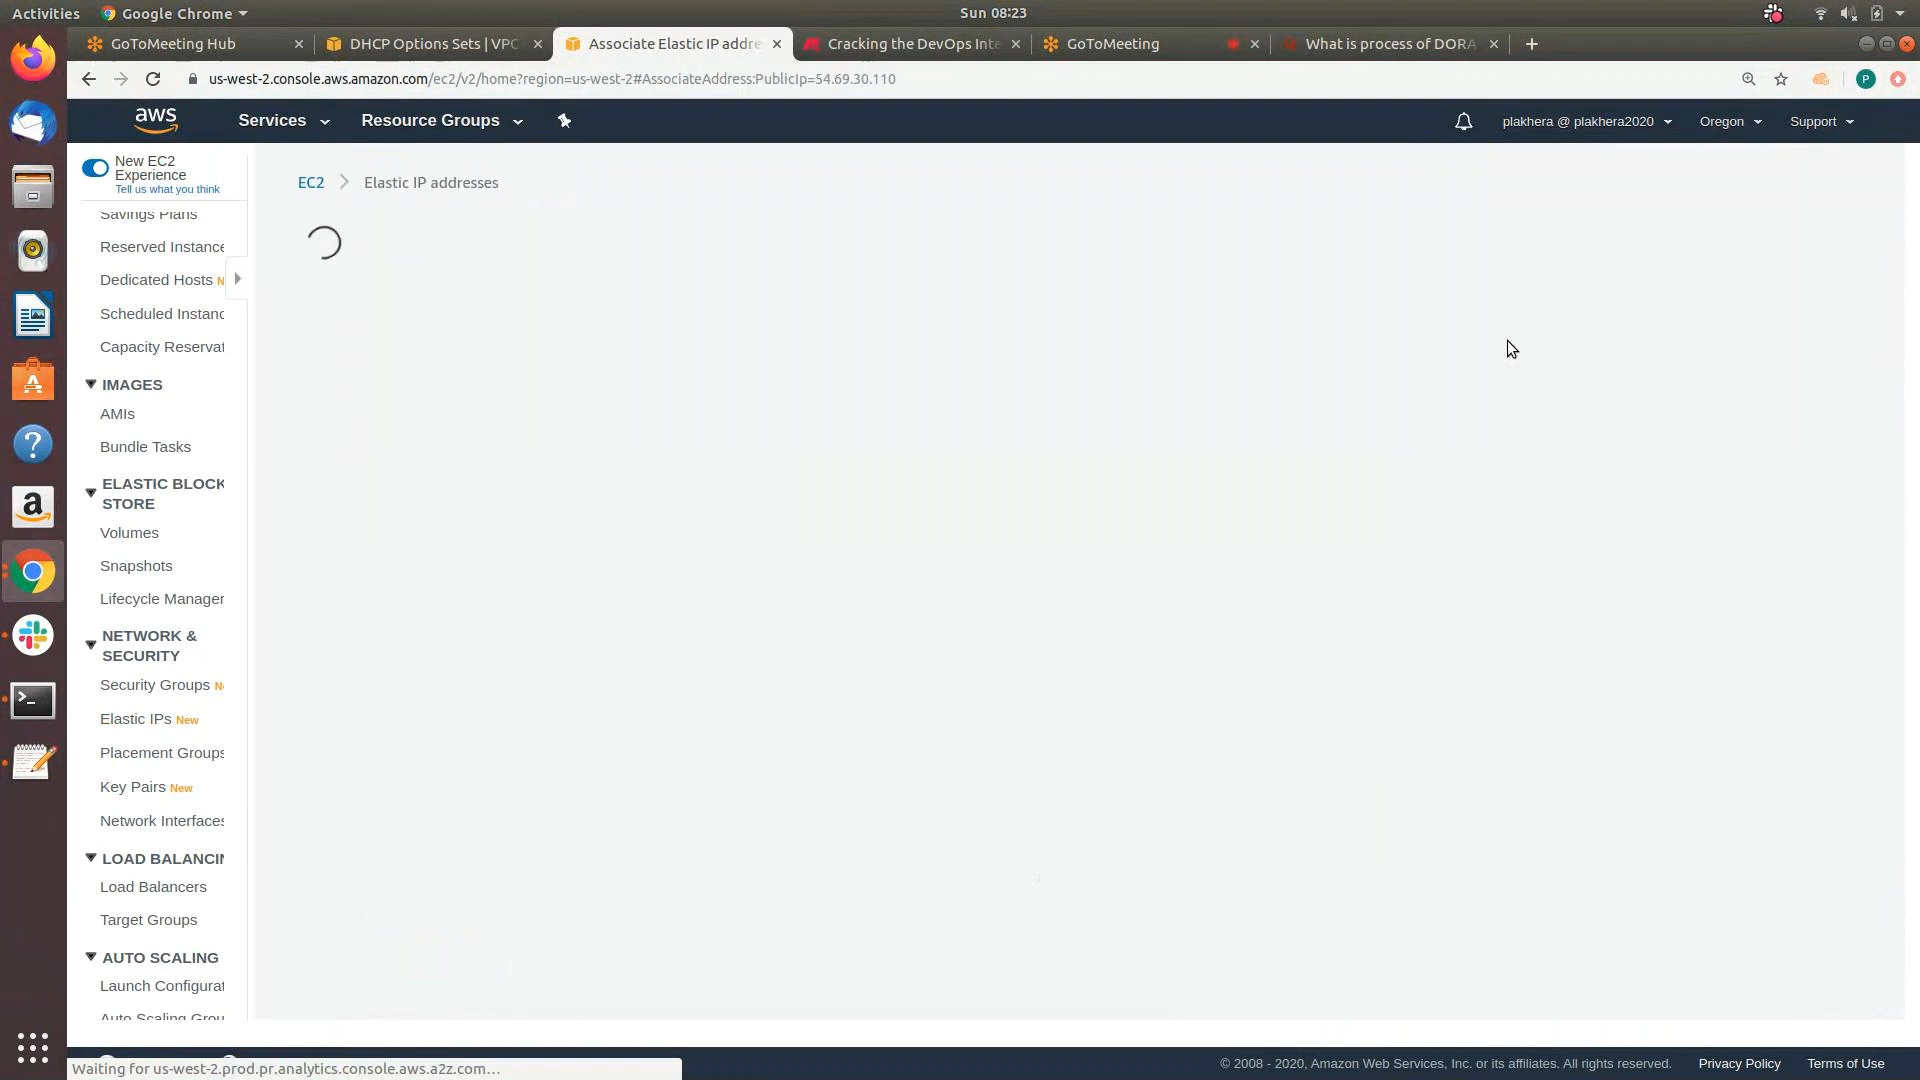 Activities
Google Chrome
Sun 08:23
GoToMeeting Hub
DHCP Options Sets | VPC
Associate Elastic IP addre
Cracking the DevOps Inte
GoToMeeting
What is process of DORA
us-west-2.console.aws.amazon.com/ec2/v2/home?region=us-west-2#AssociateAddress:PublicIp=54.69.30.110
P
aws
Services
Resource Groups
plakhera @ plakhera2020
Oregon
Support
New EC2
Experience
Tell us what you think
EC2
Elastic IP addresses
Savings Plans
Reserved Instance
Dedicated Hosts N
Scheduled Instanc
Capacity Reservat
IMAGES
AMIs
Bundle Tasks
ELASTIC BLOCK
STORE
Volumes
Snapshots
Lifecycle Manager
NETWORK &
SECURITY
Security Groups Ne
Elastic IPs New
Placement Groups
Key Pairs New
Network Interfaces
LOAD BALANCIN
Load Balancers
Target Groups
AUTO SCALING
Launch Configurat
Auto Scaling Grou
Waiting for us-west-2.prod.pr.analytics.console.aws.a2z.com...
© 2008 - 2020, Amazon Web Services, Inc. or its affiliates. All rights reserved.
Privacy Policy
Terms of Use